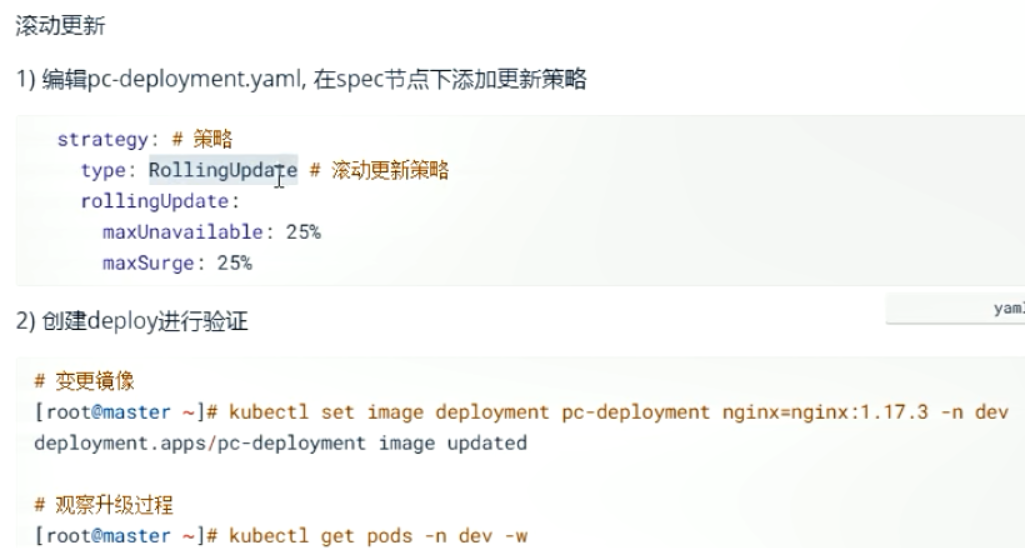 滚动更新
1) 编辑pc-deployment.yaml, 在spec节点下添加更新策略
strategy: # 策略
type: RollingUpdate # 滚动更新策略
rollingUpdate:
maxUnavailable: 25%
maxSurge: 25%
2) 创建deploy进行验证
yaml
# 变更镜像
[root@master ~]# kubectl set image deployment pc-deployment nginx=nginx:1.17.3 -n dev
deployment.apps/pc-deployment image updated
# 观察升级过程
[root@master ~]# kubectl get pods -n dev -w